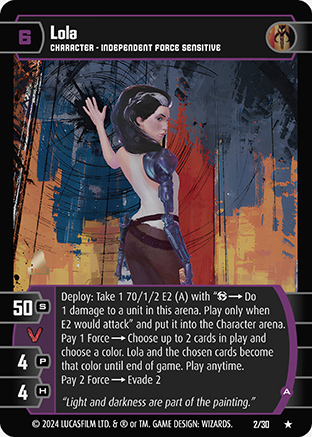 6
Lola
CHARACTER - INDEPENDENT FORCE SENSITIVE
Deploy: Take 1 70/1/2 E2 (A) with "
→ Do
1 damage to a unit in this arena. Play only when
E2 would attack" and put it into the Character arena.
Pay 1 Force → Choose up to 2 cards in play and
choose a color. Lola and the chosen cards become
that color until end of game. Play anytime.
Pay 2 Force → Evade 2
"Light and darkness are part of the painting."
50 S
4 P
4 H
A
© 2024 LUCASFILM LTD. & ® OR TM. GAME DESIGN: WIZARDS.
2/30 ★